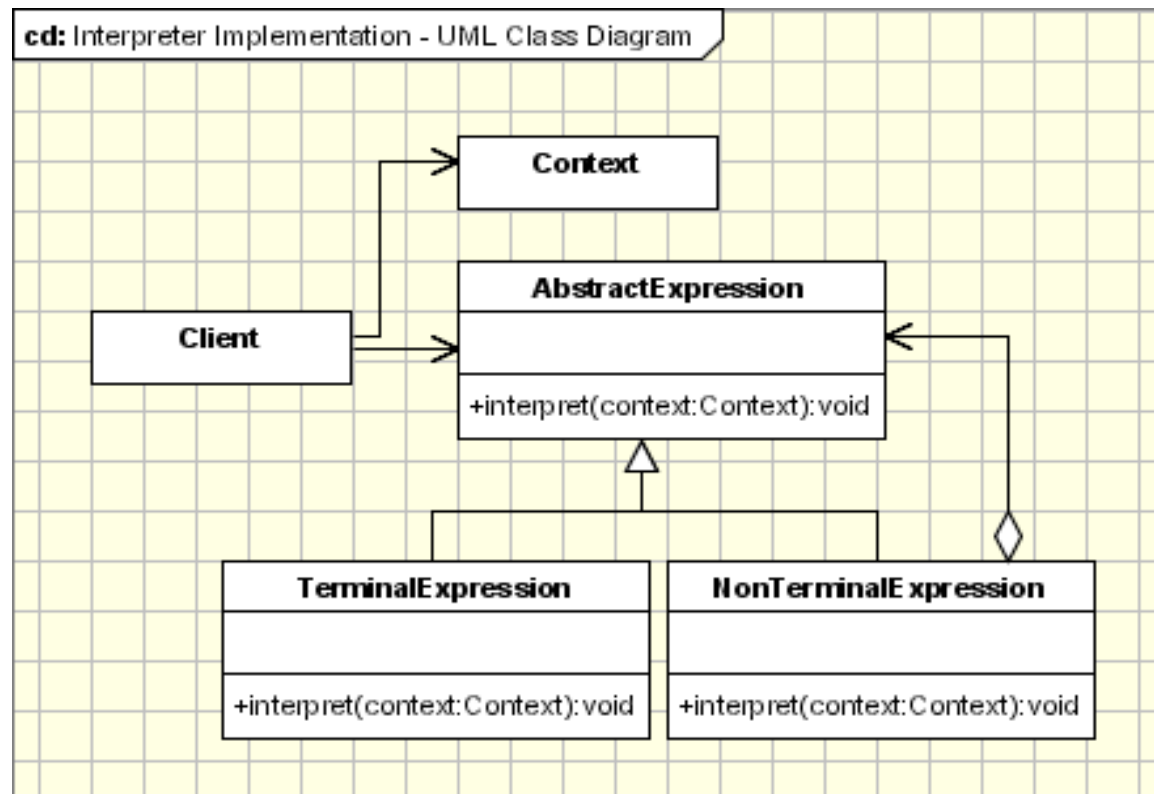 cd: Interpreter Implementation - UML Class Diagram
Context
AbstractExpression
+interpret(context:Context):void
Client
TerminalExpression
+interpret(context:Context):void
NonTerminalExpression
+interpret(context:Context):void